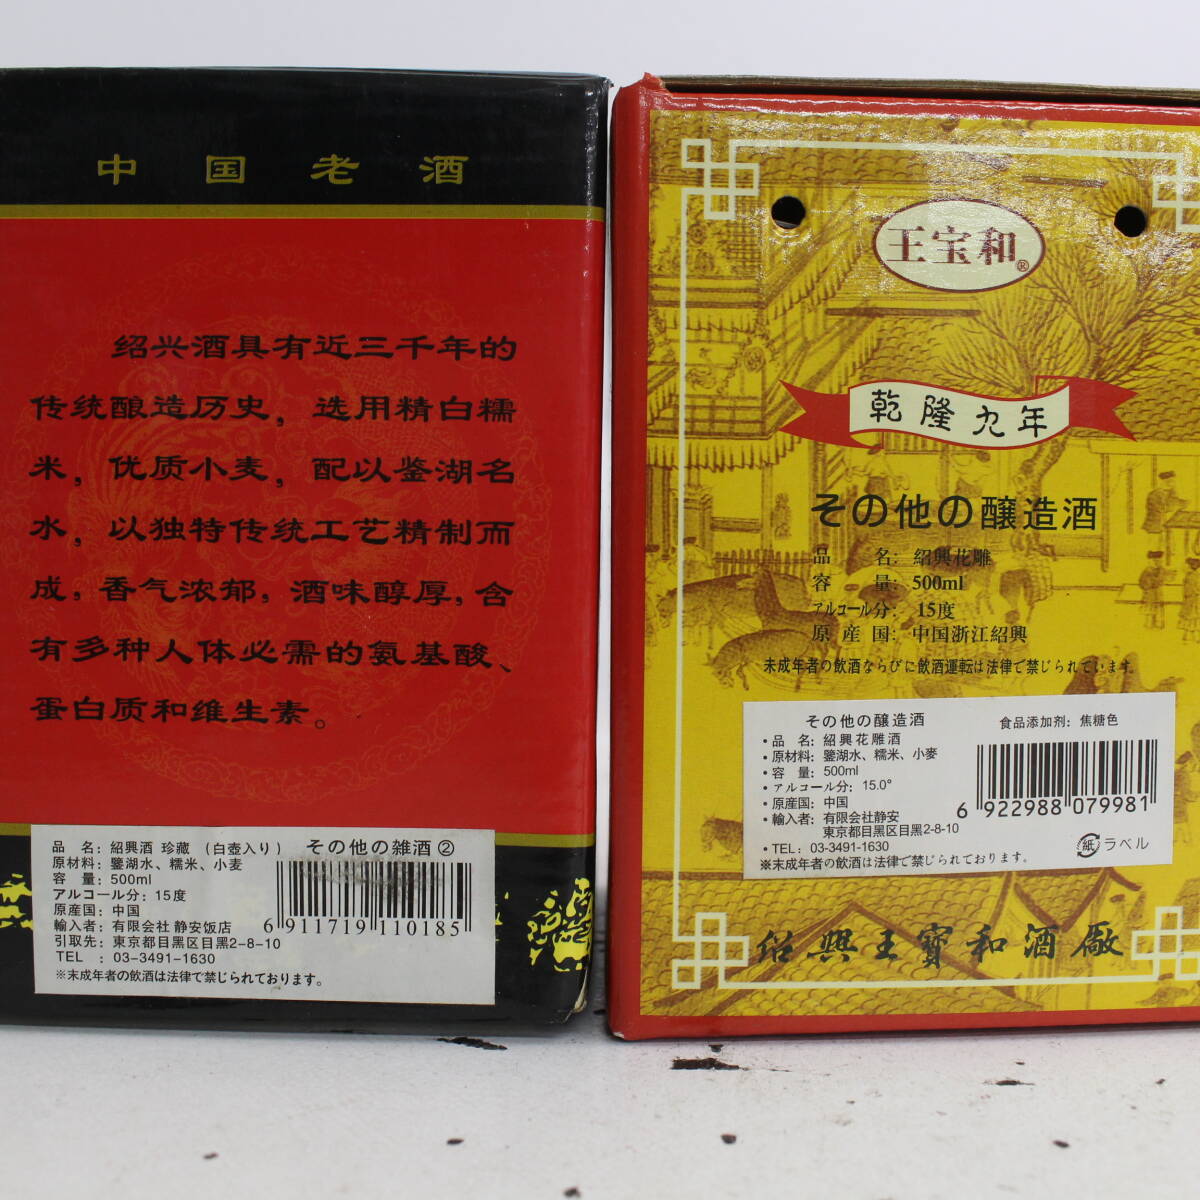 中国老酒
绍兴酒具有近三千年的
传统酿造历史，选用精白糯
米，优质小麦，配以鉴湖名
水，以独特传统工艺精制而
成，香气浓郁，酒味醇厚，含
有多种人体必需的氨基酸、
蛋白质和维生素。
品 名: 紹興酒 珍藏 (白壺入り) その他の雑酒②
原材料: 鑒湖水、糯米、小麦
容 量: 500ml
アルコール分: 15度
原産国: 中国
輸入者: 有限会社 静安饭店
引取先: 東京都目黑区目黑2-8-10
TEL : 03-3491-1630
※末成年者の飲酒は法律で禁じられております。
6 911719 110185
王宝和®
乾隆九年
その他の醸造酒
品 名: 紹興花雕
容 量: 500ml
アルコール分: 15度
原産国: 中国浙江紹興
未成年者の飲酒ならびに飲酒運転は法律で禁じられています。
その他の醸造酒
・品 名: 紹興花雕酒
・原材料: 鑒湖水、糯米、小麥
・容 量: 500ml
・アルコール分: 15.0°
・原産国: 中国
・輸入者: 有限会社静安
東京都目黑区目黑2-8-10
・TEL: 03-3491-1630
※末成年者の飲酒は法律で禁じられております。
食品添加剂: 焦糖色
6 922988 079981
紙 ラベル
绍興王寶和酒廠